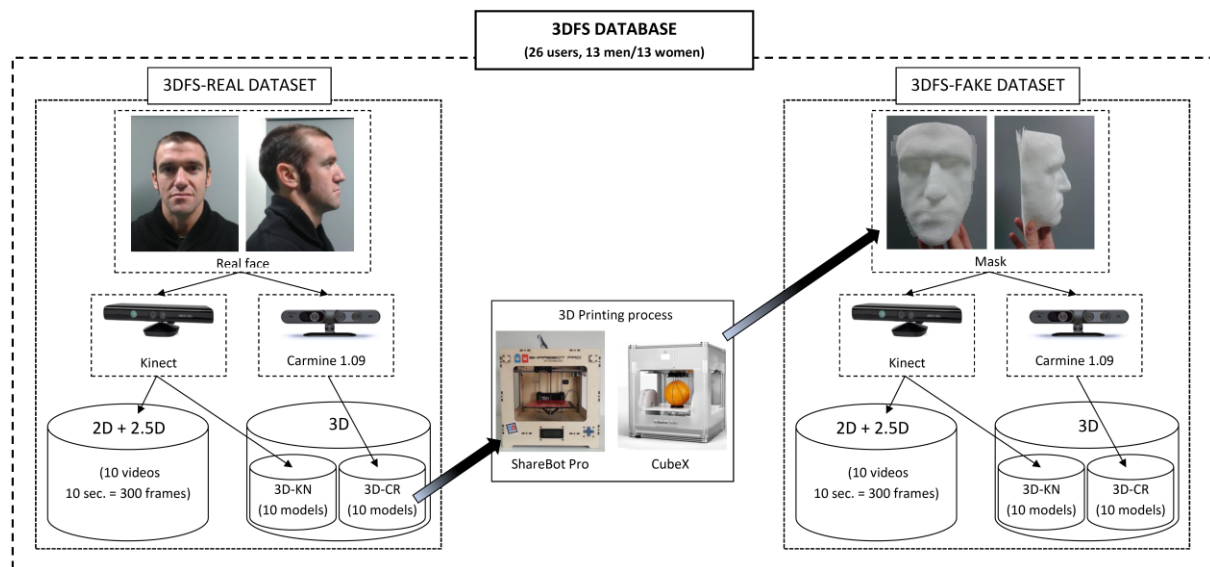 3DFS DATABASE
(26 users, 13 men/13 women)
3DFS-REAL DATASET
Real face
Kinect
Carmine 1.09
2D + 2.5D
(10 videos
10 sec. = 300 frames)
3D
3D-KN
(10 models)
3D-CR
(10 models)
3D Printing process
SHAREBOT PRO
ShareBot Pro
CubeX
3DFS-FAKE DATASET
Mask
Kinect
Carmine 1.09
2D + 2.5D
(10 videos
10 sec. = 300 frames)
3D
3D-KN
(10 models)
3D-CR
(10 models)